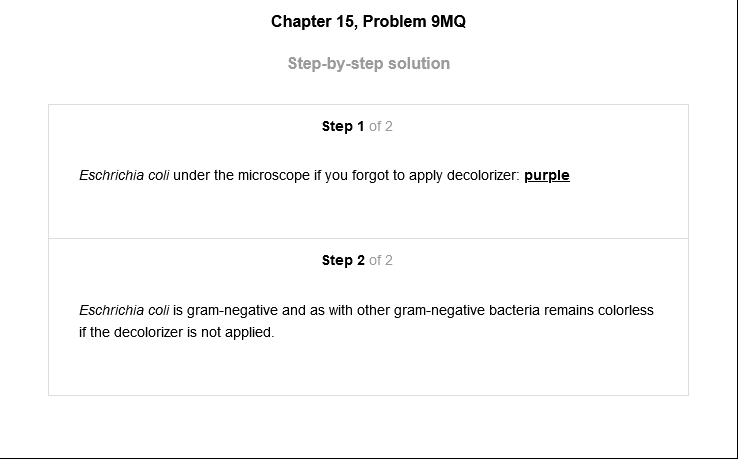 Chapter 15, Problem 9MQ
Step-by-step solution
Step 1 of 2
Eschrichia coli under the microscope if you forgot to apply decolorizer: purple
Step 2 of 2
Eschrichia coli is gram-negative and as with other gram-negative bacteria remains colorless
if the decolorizer is not applied.